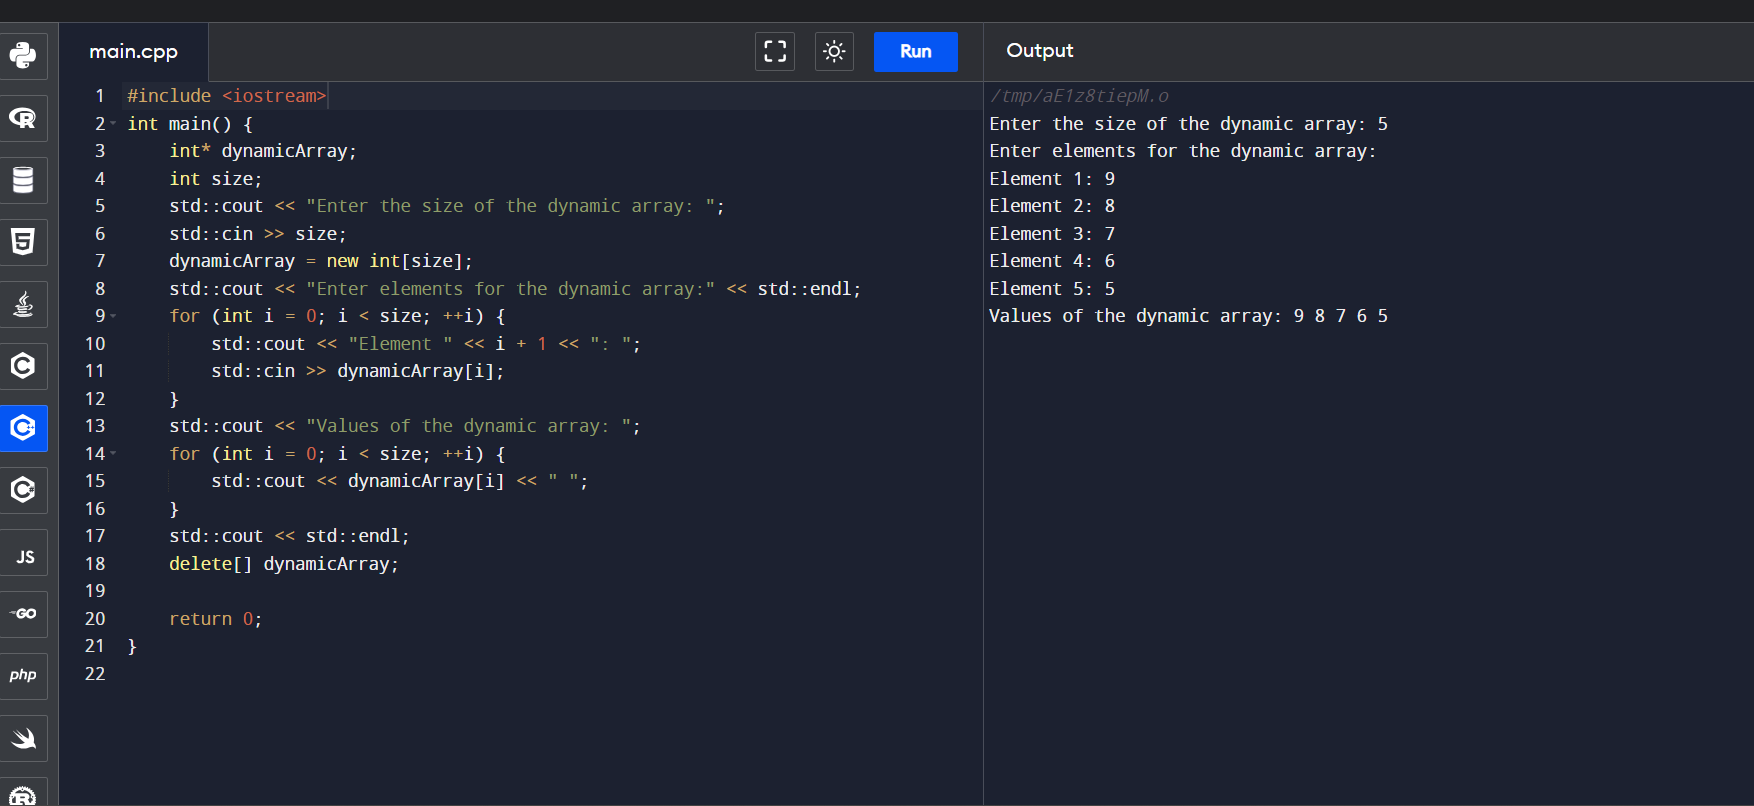 main.cpp
Run
Output
1 #include <iostream>
2 int main() {
3     int* dynamicArray;
4     int size;
5     std::cout << "Enter the size of the dynamic array: ";
6     std::cin >> size;
7     dynamicArray = new int[size];
8     std::cout << "Enter elements for the dynamic array:" << std::endl;
9     for (int i = 0; i < size; ++i) {
10         std::cout << "Element " << i + 1 << ": ";
11         std::cin >> dynamicArray[i];
12     }
13     std::cout << "Values of the dynamic array: ";
14     for (int i = 0; i < size; ++i) {
15         std::cout << dynamicArray[i] << " ";
16     }
17     std::cout << std::endl;
18     delete[] dynamicArray;
19
20     return 0;
21 }
22
/tmp/aE1z8tiepM.o
Enter the size of the dynamic array: 5
Enter elements for the dynamic array:
Element 1: 9
Element 2: 8
Element 3: 7
Element 4: 6
Element 5: 5
Values of the dynamic array: 9 8 7 6 5
R
5
C
C++
C#
JS
GO
php
R